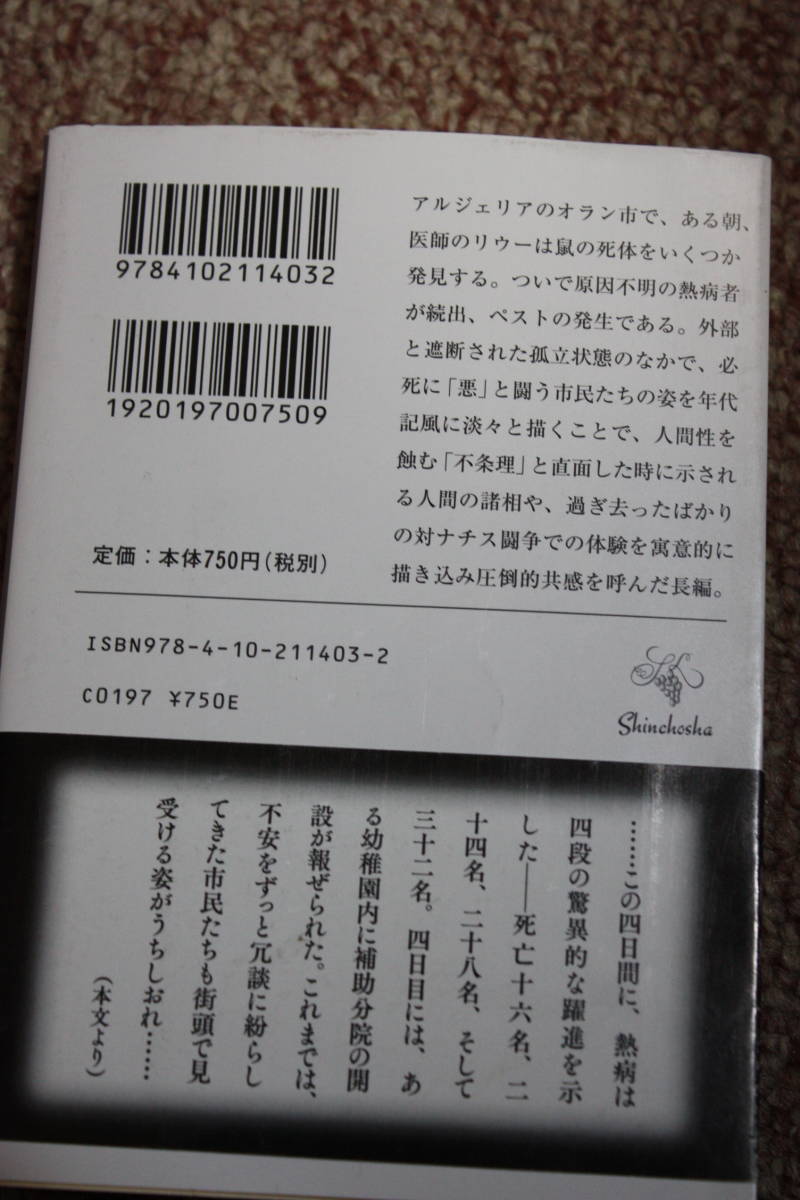 9784102114032
1920197007509
定価：本体750円（税別）
アルジェリアのオラン市で、ある朝、
医師のリウーは鼠の死体をいくつか
発見する。ついで原因不明の熱病者
が続出、ペストの発生である。外部
と遮断された孤立状態のなかで、必
死に「悪」と闘う市民たちの姿を年代
記風に淡々と描くことで、人間性を
蝕む「不条理」と直面した時に示され
る人間の諸相や、過ぎ去ったばかり
の対ナチス闘争での体験を寓意的に
描き込み圧倒的共感を呼んだ長編。
ISBN978-4-10-211403-2
C0197 ¥750E
Shinchosha
……この四日間に、熱病は
四段の驚異的な躍進を示
した――死亡十六名、二
十四名、二十八名、そして
三十二名。四日目には、あ
る幼稚園内に補助分院の開
設が報ぜられた。これまでは、
不安をずっと冗談に紛らし
てきた市民たちも街頭で見
受ける姿がうちしおれ……
（本文より）